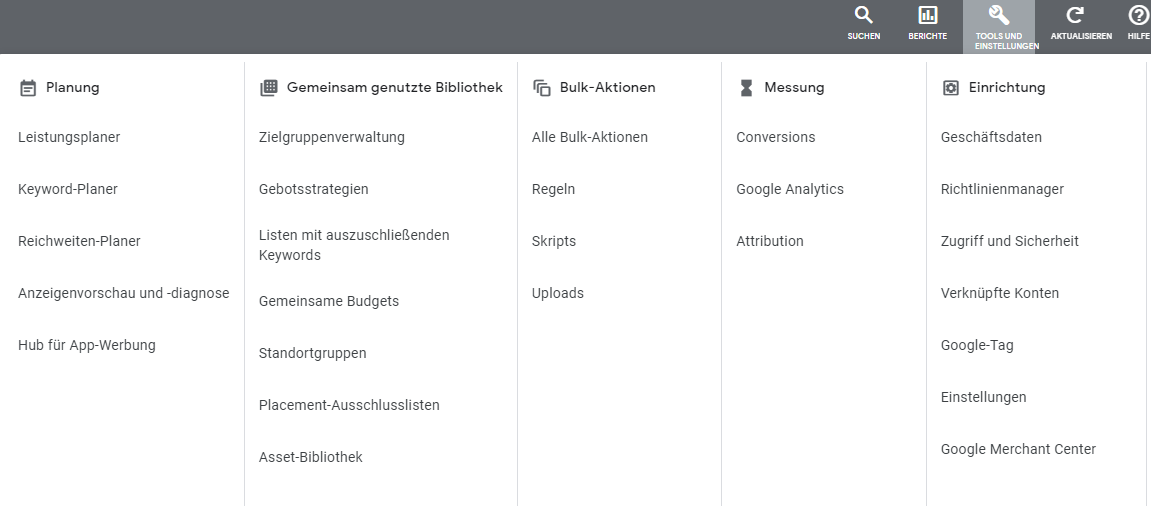 SUCHEN
BERICHTE
TOOLS UND
EINSTELLUNGEN
AKTUALISIEREN
HILFE
Planung
Leistungsplaner
Keyword-Planer
Reichweiten-Planer
Anzeigenvorschau und -diagnose
Hub für App-Werbung
Gemeinsam genutzte Bibliothek
Zielgruppenverwaltung
Gebotsstrategien
Listen mit auszuschließenden
Keywords
Gemeinsame Budgets
Standortgruppen
Placement-Ausschlusslisten
Asset-Bibliothek
Bulk-Aktionen
Alle Bulk-Aktionen
Regeln
Skripts
Uploads
Messung
Conversions
Google Analytics
Attribution
Einrichtung
Geschäftsdaten
Richtlinienmanager
Zugriff und Sicherheit
Verknüpfte Konten
Google-Tag
Einstellungen
Google Merchant Center